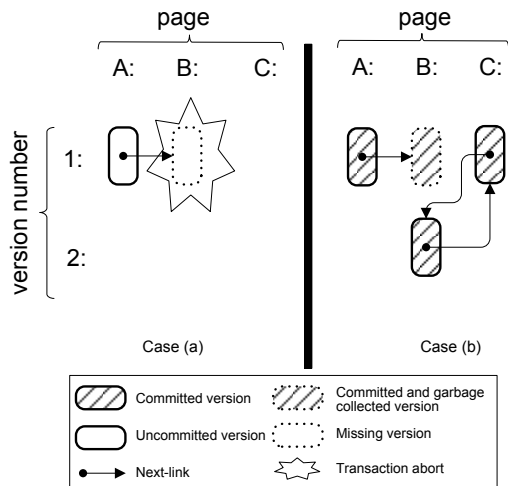 page page
A: B: C: A: B: C:
version number
1:
2:
Case (a) Case (b)
Committed version
Committed and garbage
collected version
Uncommitted version
Missing version
Next-link
Transaction abort